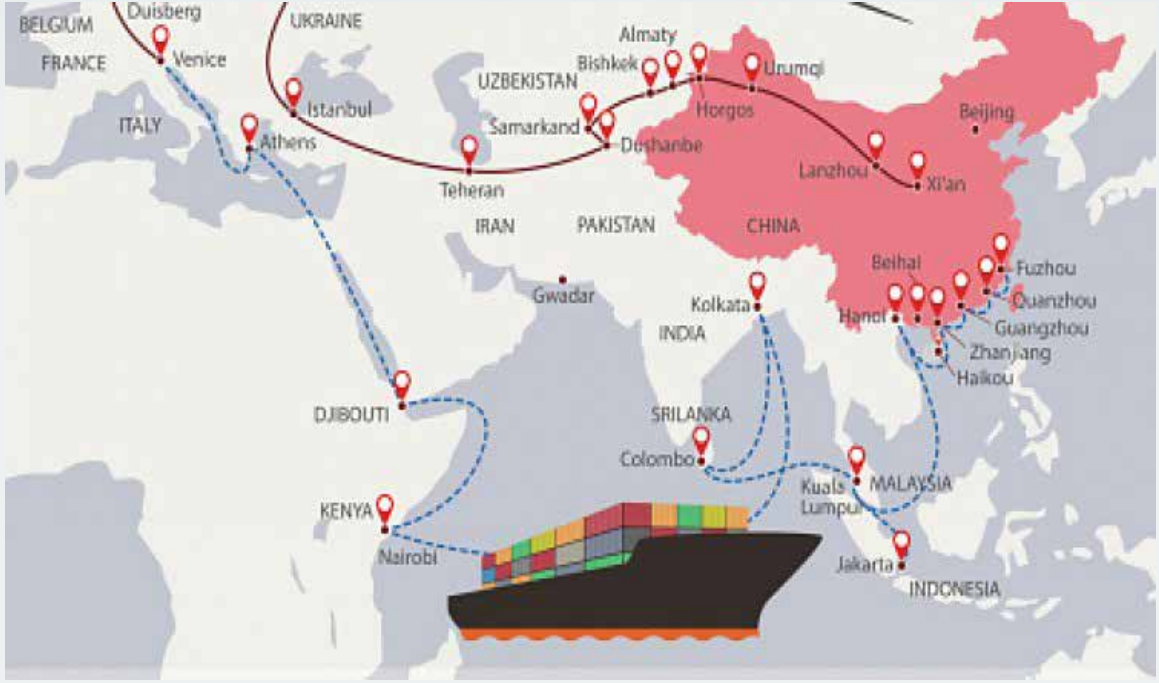 Duisberg
BELGIUM
UKRAINE
FRANCE
Venice
Almaty
Bishkek
Urumqi
UZBEKISTAN
Horgos
Istanbul
ITALY
Samarkand
Beijing
Athens
Dushanbe
Lanzhou
Xi'an
Teheran
IRAN
PAKISTAN
CHINA
Beihai
Fuzhou
Gwadar
Kolkata
Quanzhou
Hanoi
Guangzhou
INDIA
Zhanjiang
Haikou
DJIBOUTI
SRILANKA
Colombo
Kuala
Lumpur
MALAYSIA
KENYA
Nairobi
Jakarta
INDONESIA